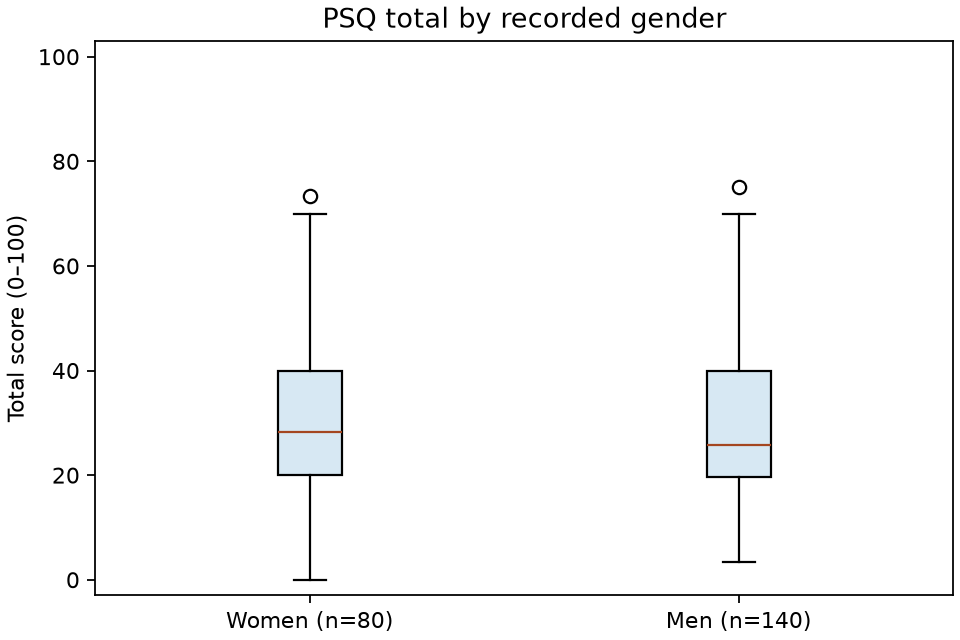 PSQ total by recorded gender
Total score (0–100)
100
80
60
40
20
0
Women (n=80)
Men (n=140)